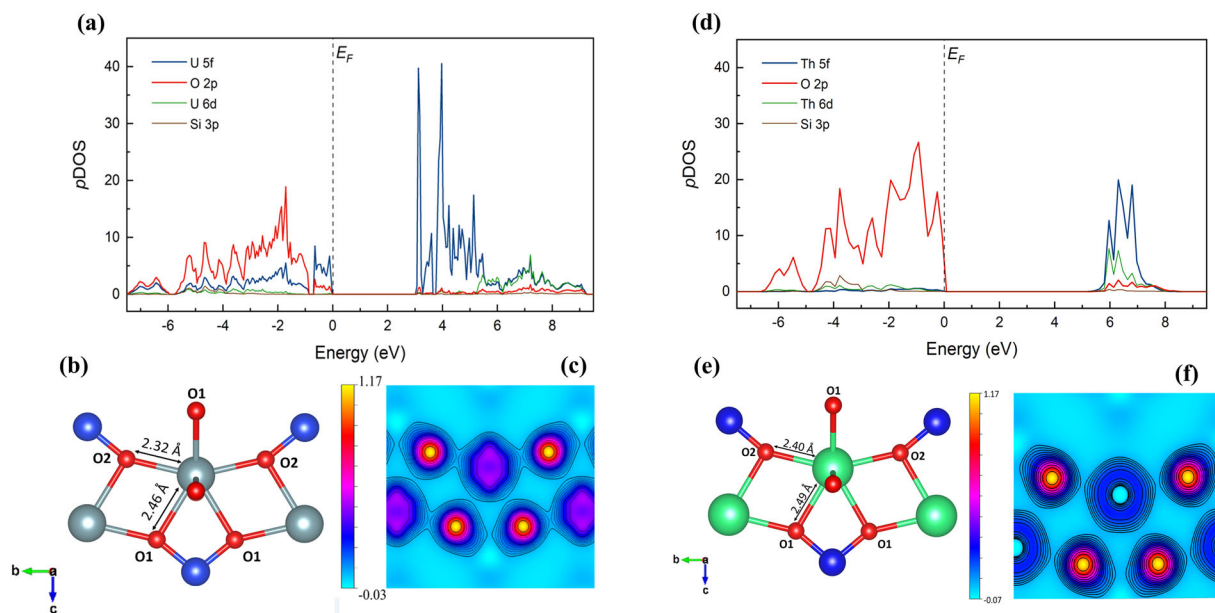 (a)
E_F
U 5f
O 2p
U 6d
Si 3p
pDOS
40
30
20
10
0
-6 -4 -2 0 2 4 6 8
Energy (eV)
(d)
E_F
Th 5f
O 2p
Th 6d
Si 3p
pDOS
40
30
20
10
0
-6 -4 -2 0 2 4 6 8
Energy (eV)
(b)
O1
2.32 Å
O2 O2
2.46 Å
O1 O1
b a
c
1.17
-0.03
(c)
(e)
O1
2.40 Å
O2 O2
2.49 Å
O1 O1
b a
c
1.17
-0.07
(f)